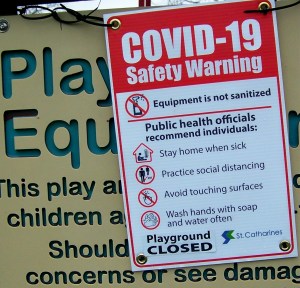 Play
Equ
This play
children
Should
concerns or see damag
COVID-19
Safety Warning
Equipment is not sanitized
Public health officials
recommend individuals:
Stay home when sick
Practice social distancing
Avoid touching surfaces
Wash hands with soap
and water often
Playground
CLOSED
St. Catharines